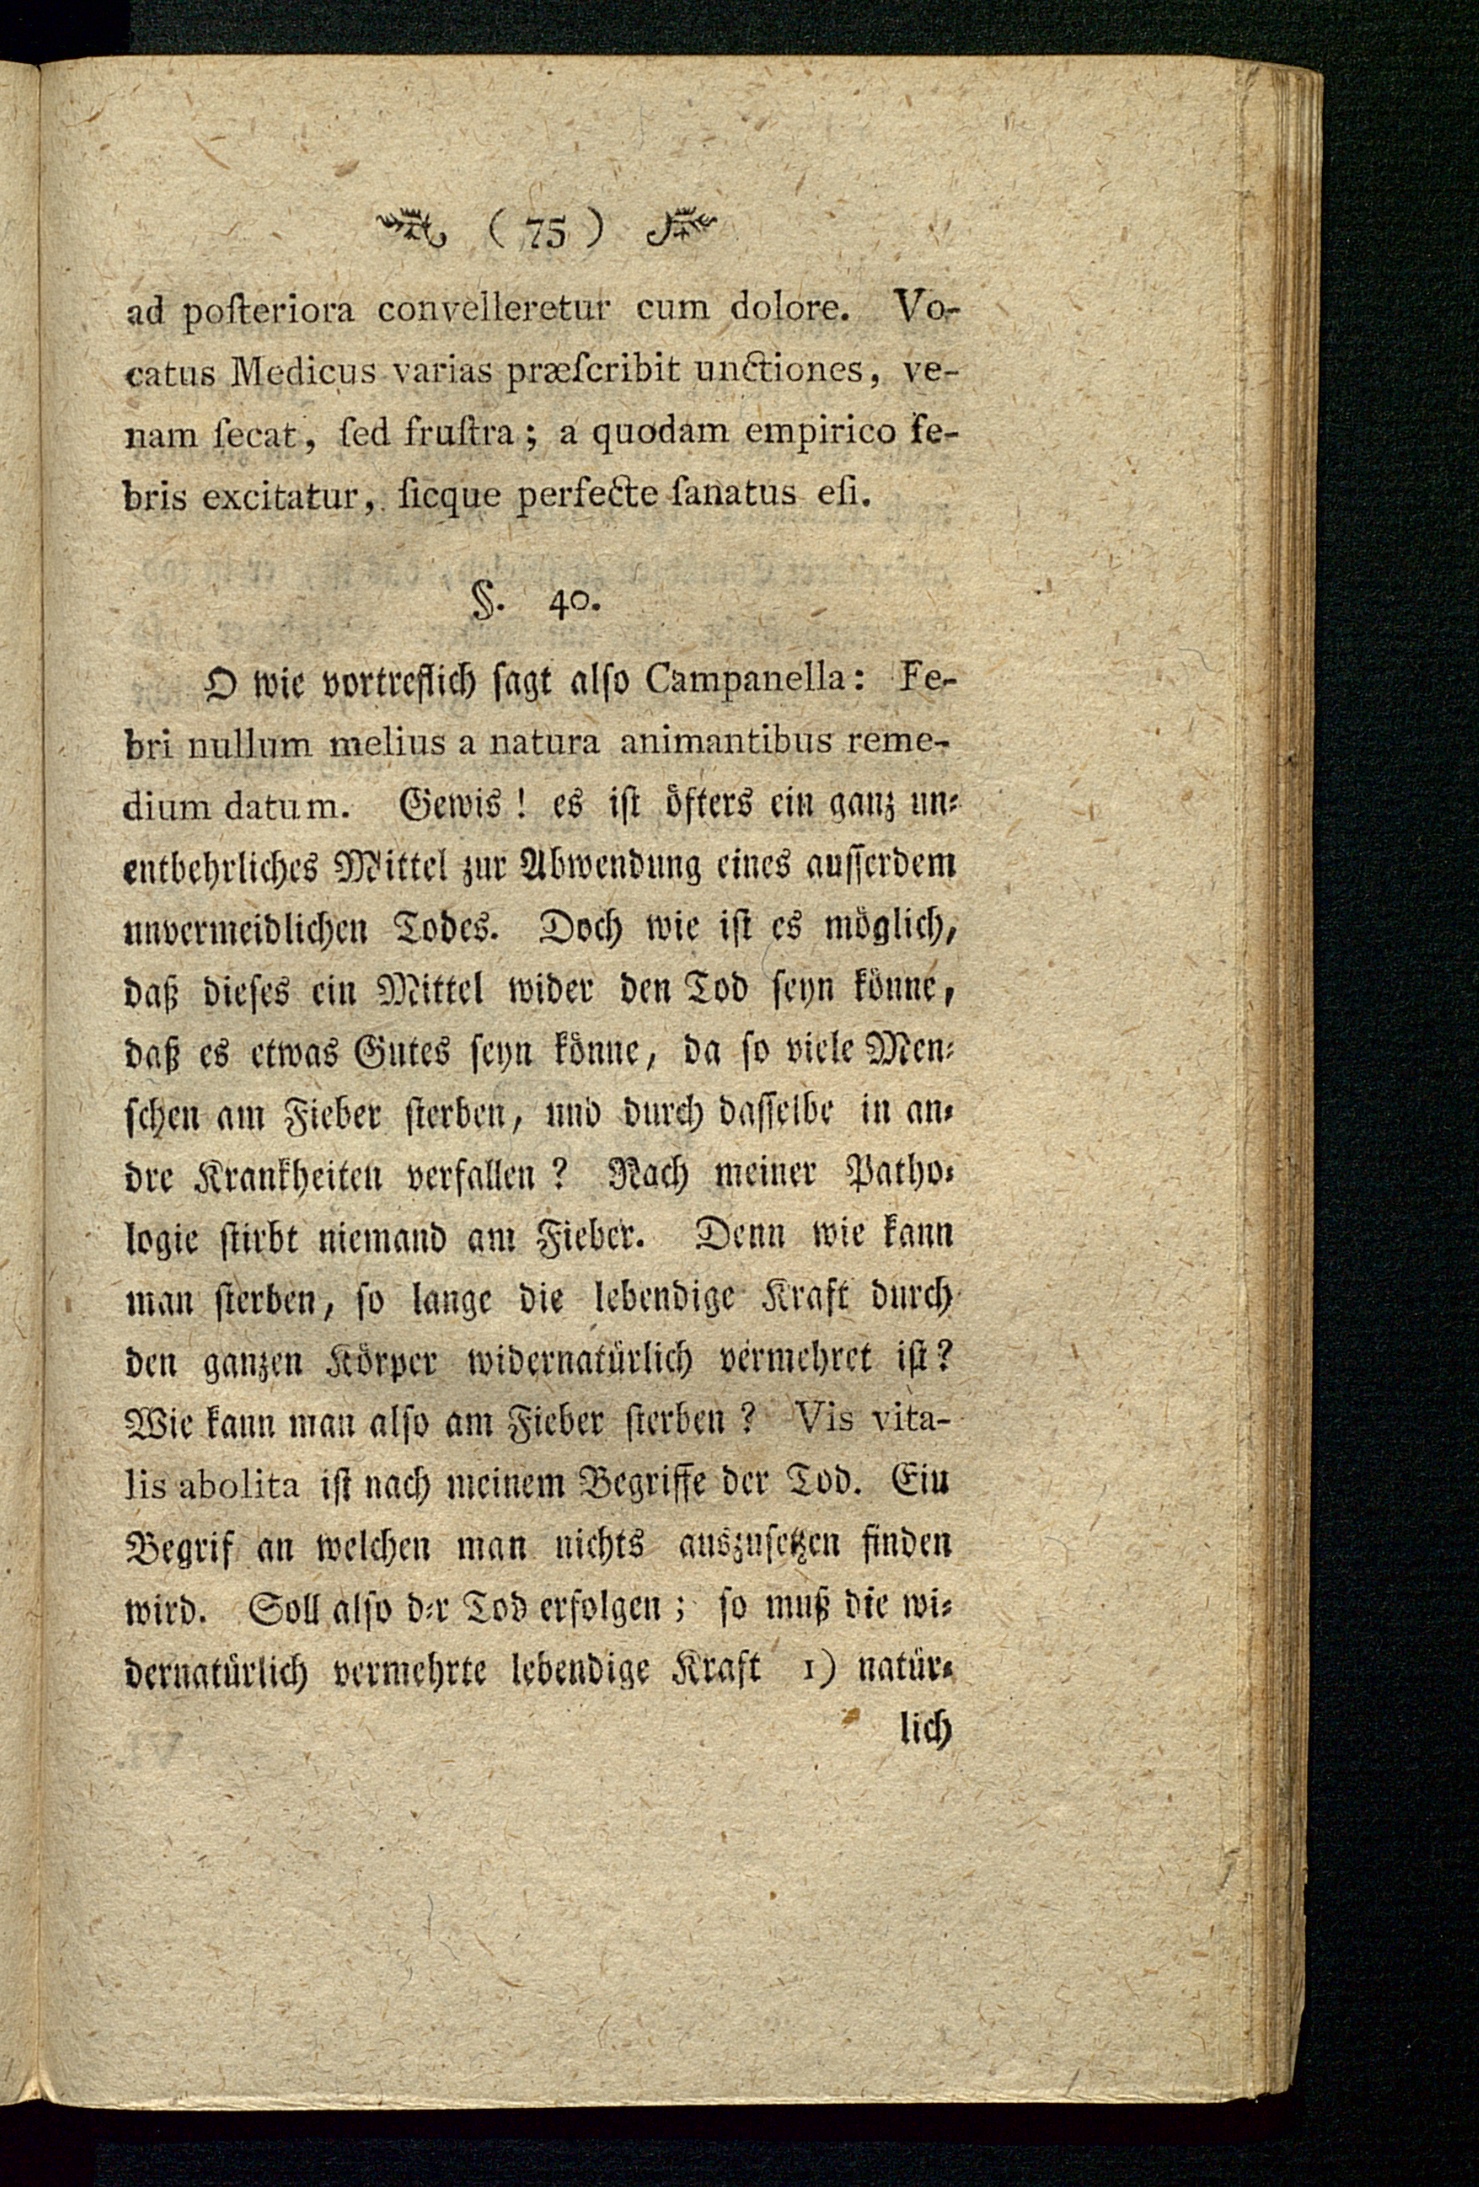 ( 75 )
ad poſteriora convelleretur cum dolore. Vo-
catus Medicus varias præſcribit unctiones, ve-
nam ſecat, ſed fruſtra; a quodam empirico fe-
bris excitatur, ſicque perfecte ſanatus eſi.
§. 40.
O wie vortreflich ſagt alſo Campanella: Fe-
bri nullum melius a natura animantibus reme-
dium datum. Gewis! es iſt öfters ein ganz un-
entbehrliches Mittel zur Abwendung eines auſſerdem
unvermeidlichen Todes. Doch wie iſt es möglich,
daß dieſes ein Mittel wider den Tod ſeyn könne,
daß es etwas Gutes ſeyn könne, da ſo viele Men-
ſchen am Fieber ſterben, und durch daſſelbe in an-
dre Krankheiten verfallen? Nach meiner Patho-
logie ſtirbt niemand am Fieber. Denn wie kann
man ſterben, ſo lange die lebendige Kraft durch
den ganzen Körper widernatürlich vermehret iſt?
Wie kann man alſo am Fieber ſterben? Vis vita-
lis abolita iſt nach meinem Begriffe der Tod. Ein
Begrif an welchen man nichts auszuſetzen finden
wird. Soll alſo der Tod erfolgen; ſo muß die wi-
dernatürlich vermehrte lebendige Kraft 1) natür-
lich